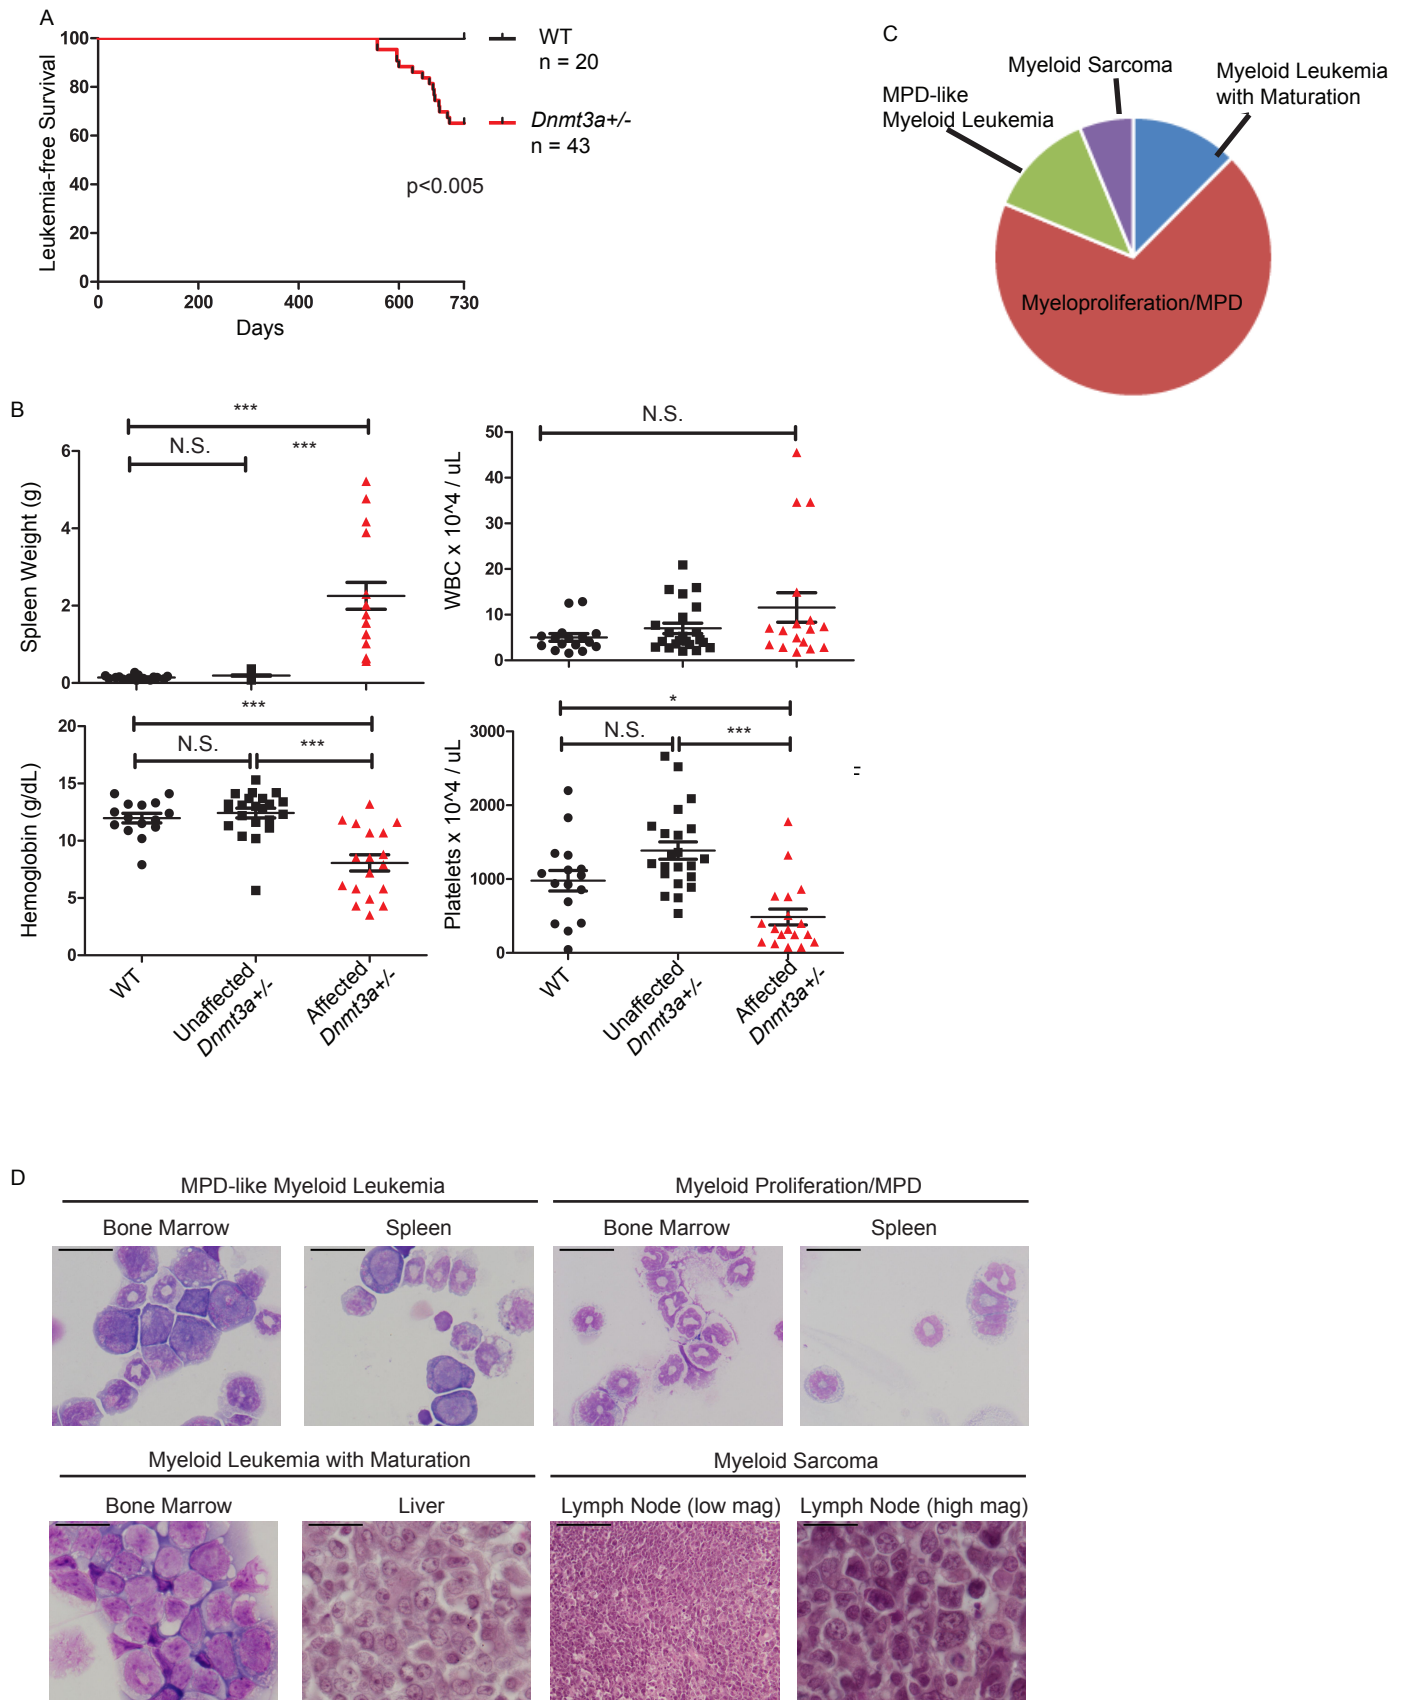 A
100
80
60
40
20
0
Leukemia-free Survival
0 200 400 600 730
Days
WT
n = 20
Dnmt3a+/-
n = 43
p<0.005
C
Myeloid Sarcoma
Myeloid Leukemia
with Maturation
MPD-like
Myeloid Leukemia
Myeloproliferation/MPD
B
***
N.S.
***
6
4
2
0
Spleen Weight (g)
N.S.
50
40
30
20
10
0
WBC x 10^4 / uL
***
N.S.
***
20
15
10
5
0
Hemoglobin (g/dL)
WT
Unaffected
Dnmt3a+/-
Affected
Dnmt3a+/-
*
N.S.
***
3000
2000
1000
0
Platelets x 10^4 / uL
WT
Unaffected
Dnmt3a+/-
Affected
Dnmt3a+/-
D
MPD-like Myeloid Leukemia
Myeloid Proliferation/MPD
Bone Marrow
Spleen
Bone Marrow
Spleen
Myeloid Leukemia with Maturation
Myeloid Sarcoma
Bone Marrow
Liver
Lymph Node (low mag)
Lymph Node (high mag)